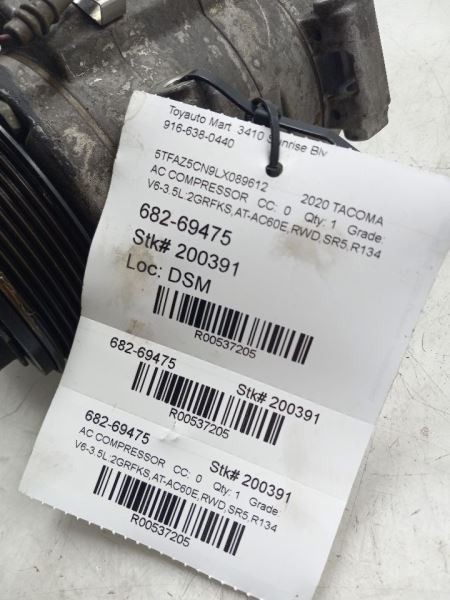 Toyauto Mart 3410 Sunrise Blv
916-638-0440
5TFAZ5CN9LX089612 2020 TACOMA
AC COMPRESSOR CC: 0 Qty: 1 Grade:
V6-3.5L:2GRFKS,AT-AC60E,RWD,SR5,R134
682-69475
Stk# 200391
Loc: DSM
R00537205
682-69475 Stk# 200391
R00537205
682-69475 Stk# 200391
AC COMPRESSOR CC: 0 Qty: 1 Grade:
V6-3.5L:2GRFKS,AT-AC60E,RWD,SR5,R134
R00537205